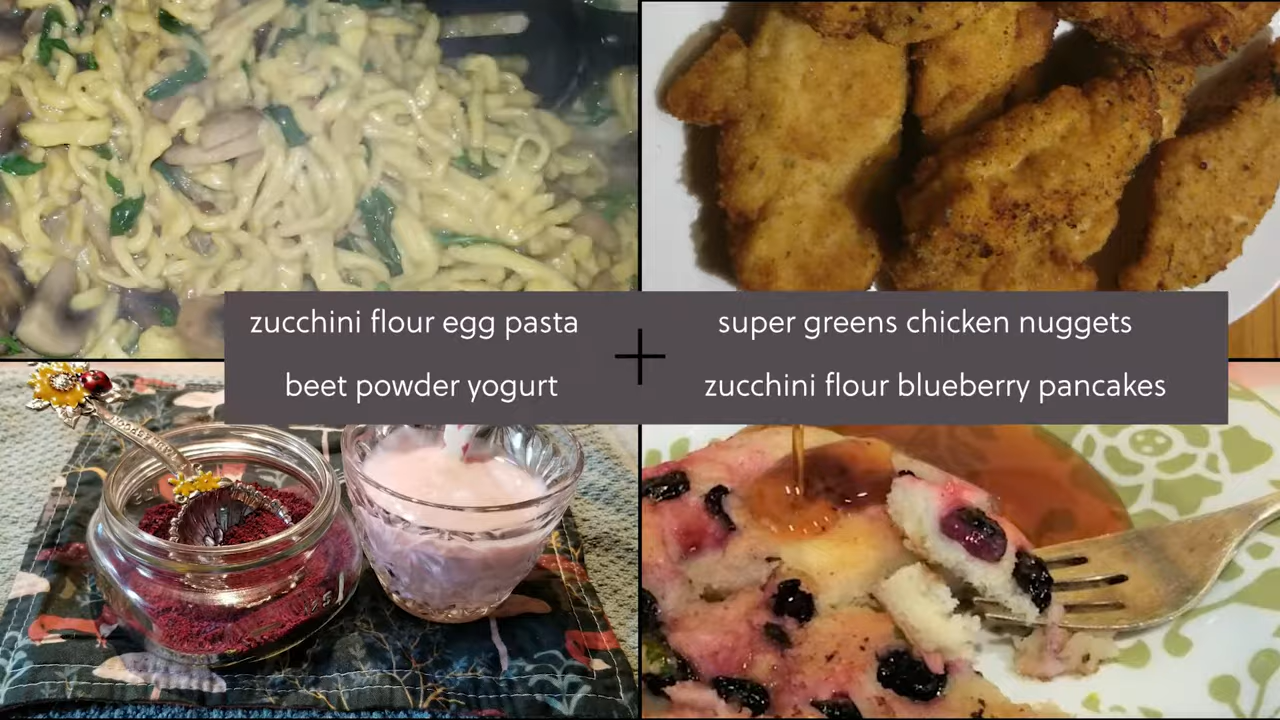 zucchini flour egg pasta
beet powder yogurt
super greens chicken nuggets
zucchini flour blueberry pancakes